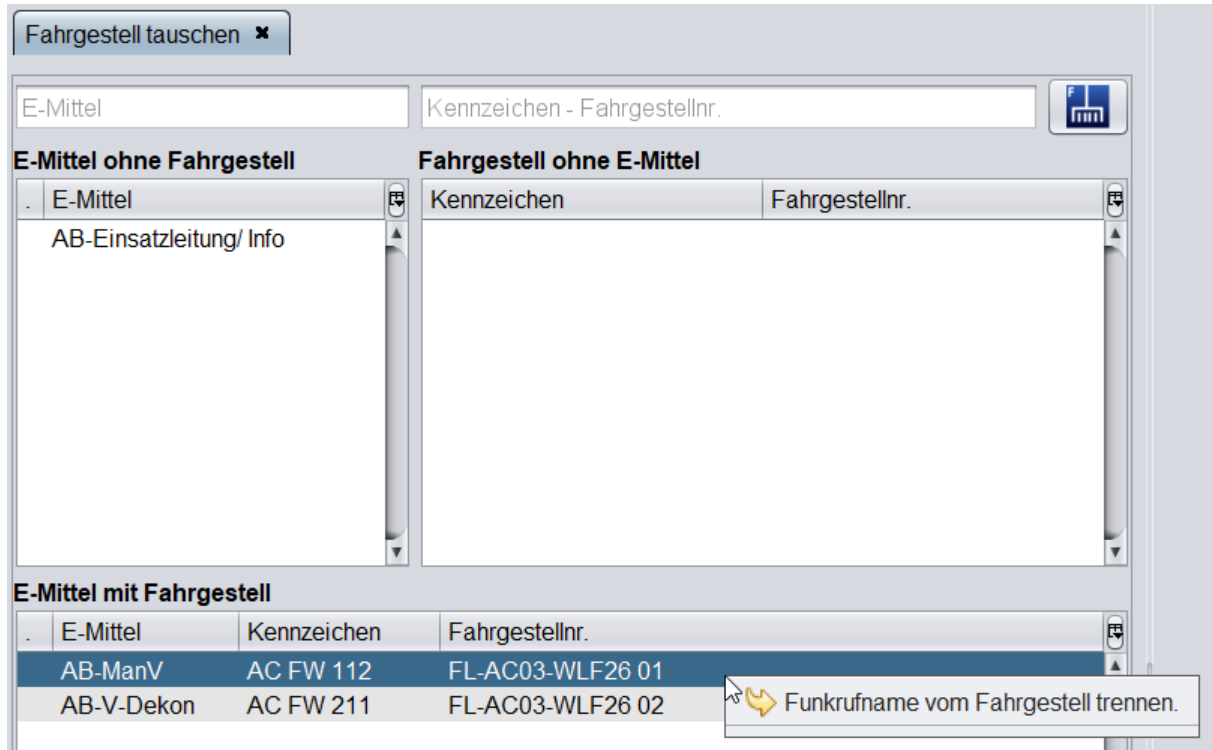 Fahrgestell tauschen ✖
E-Mittel Kennzeichen - Fahrgestellnr. F
E-Mittel ohne Fahrgestell Fahrgestell ohne E-Mittel
. E-Mittel Kennzeichen Fahrgestellnr.
AB-Einsatzleitung/ Info
E-Mittel mit Fahrgestell
. E-Mittel Kennzeichen Fahrgestellnr.
AB-ManV AC FW 112 FL-AC03-WLF26 01
AB-V-Dekon AC FW 211 FL-AC03-WLF26 02 Funkrufname vom Fahrgestell trennen.